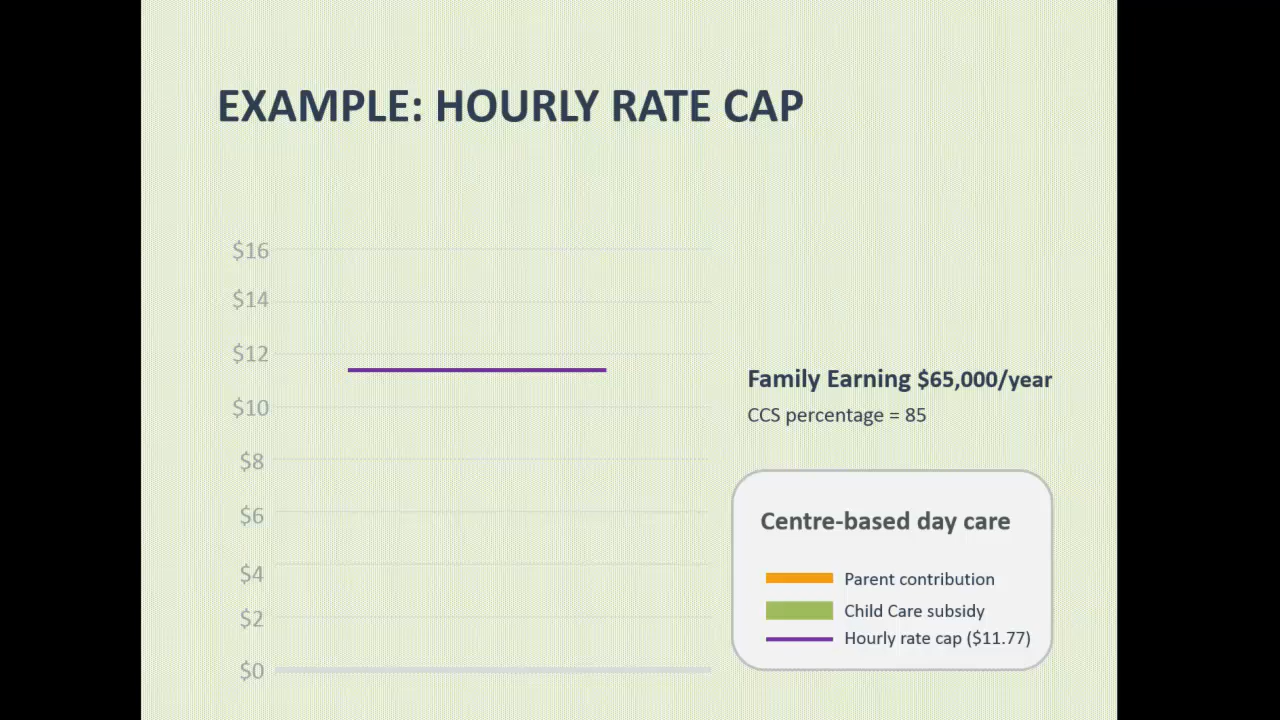 EXAMPLE: HOURLY RATE CAP
$16
$14
$12
$10
$8
$6
$4
$2
$0
Family Earning $65,000/year
CCS percentage = 85
Centre-based day care
Parent contribution
Child Care subsidy
Hourly rate cap ($11.77)